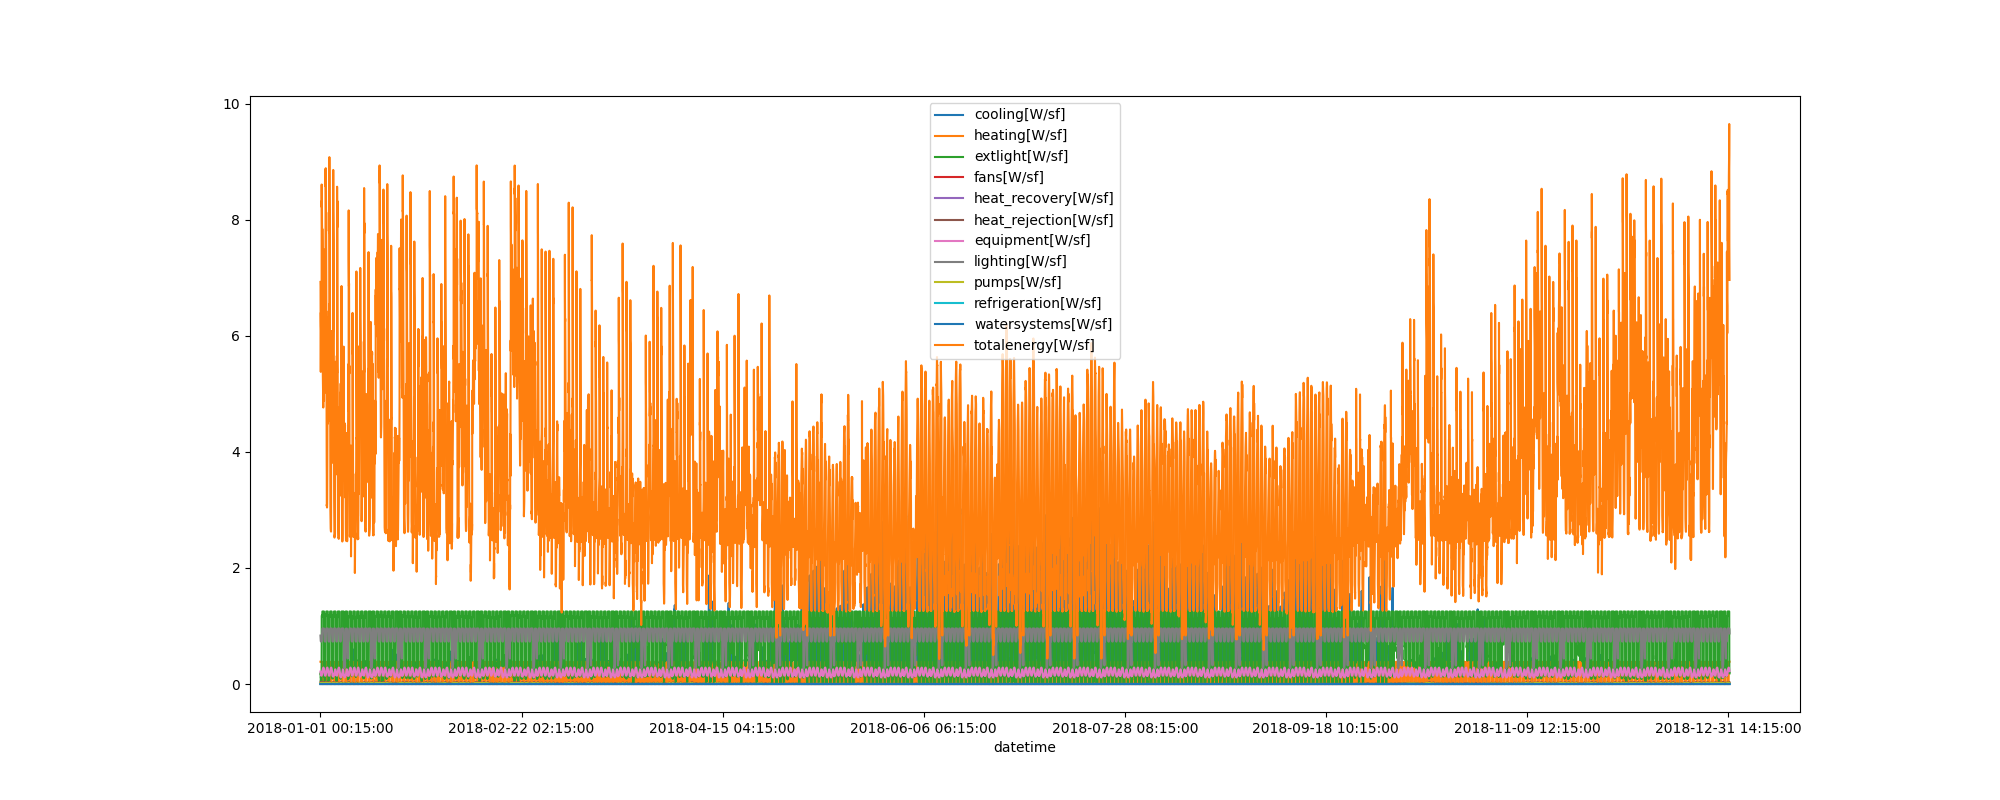 10
8
6
4
2
0
cooling[W/sf]
heating[W/sf]
extlight[W/sf]
fans[W/sf]
heat_recovery[W/sf]
heat_rejection[W/sf]
equipment[W/sf]
lighting[W/sf]
pumps[W/sf]
refrigeration[W/sf]
watersystems[W/sf]
totalenergy[W/sf]
2018-01-01 00:15:00 2018-02-22 02:15:00 2018-04-15 04:15:00 2018-06-06 06:15:00 2018-07-28 08:15:00 2018-09-18 10:15:00 2018-11-09 12:15:00 2018-12-31 14:15:00
datetime